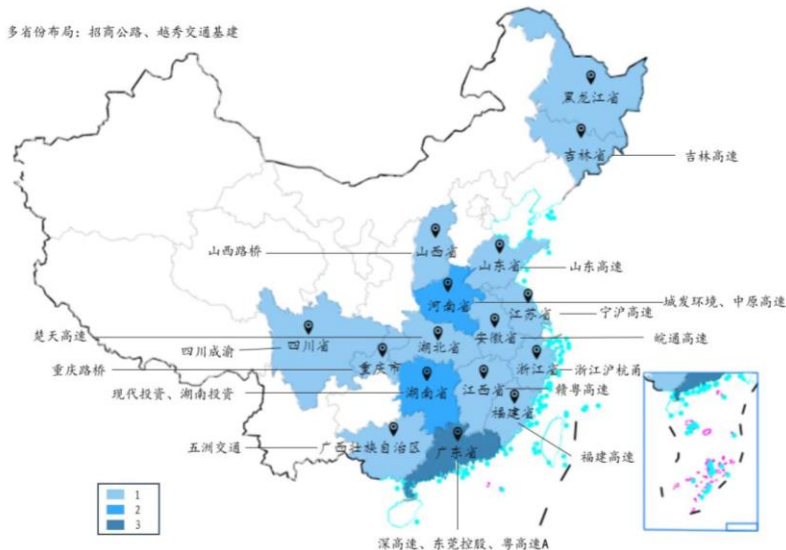 多省份布局：招商公路、越秀交通基建
黑龙江省
吉林省
吉林高速
山西路桥
山西省
山东省
山东高速
河南省
城发环境、中原高速
江苏省
宁沪高速
楚天高速
四川成渝
四川省
湖北省
安徽省
皖通高速
重庆路桥
重庆市
浙江省
浙江沪杭甬
现代投资、湖南投资
湖南省
江西省
赣粤高速
福建省
五洲交通
广西壮族自治区
广东省
福建高速
1
2
3
深高速、东莞控股、粤高速A